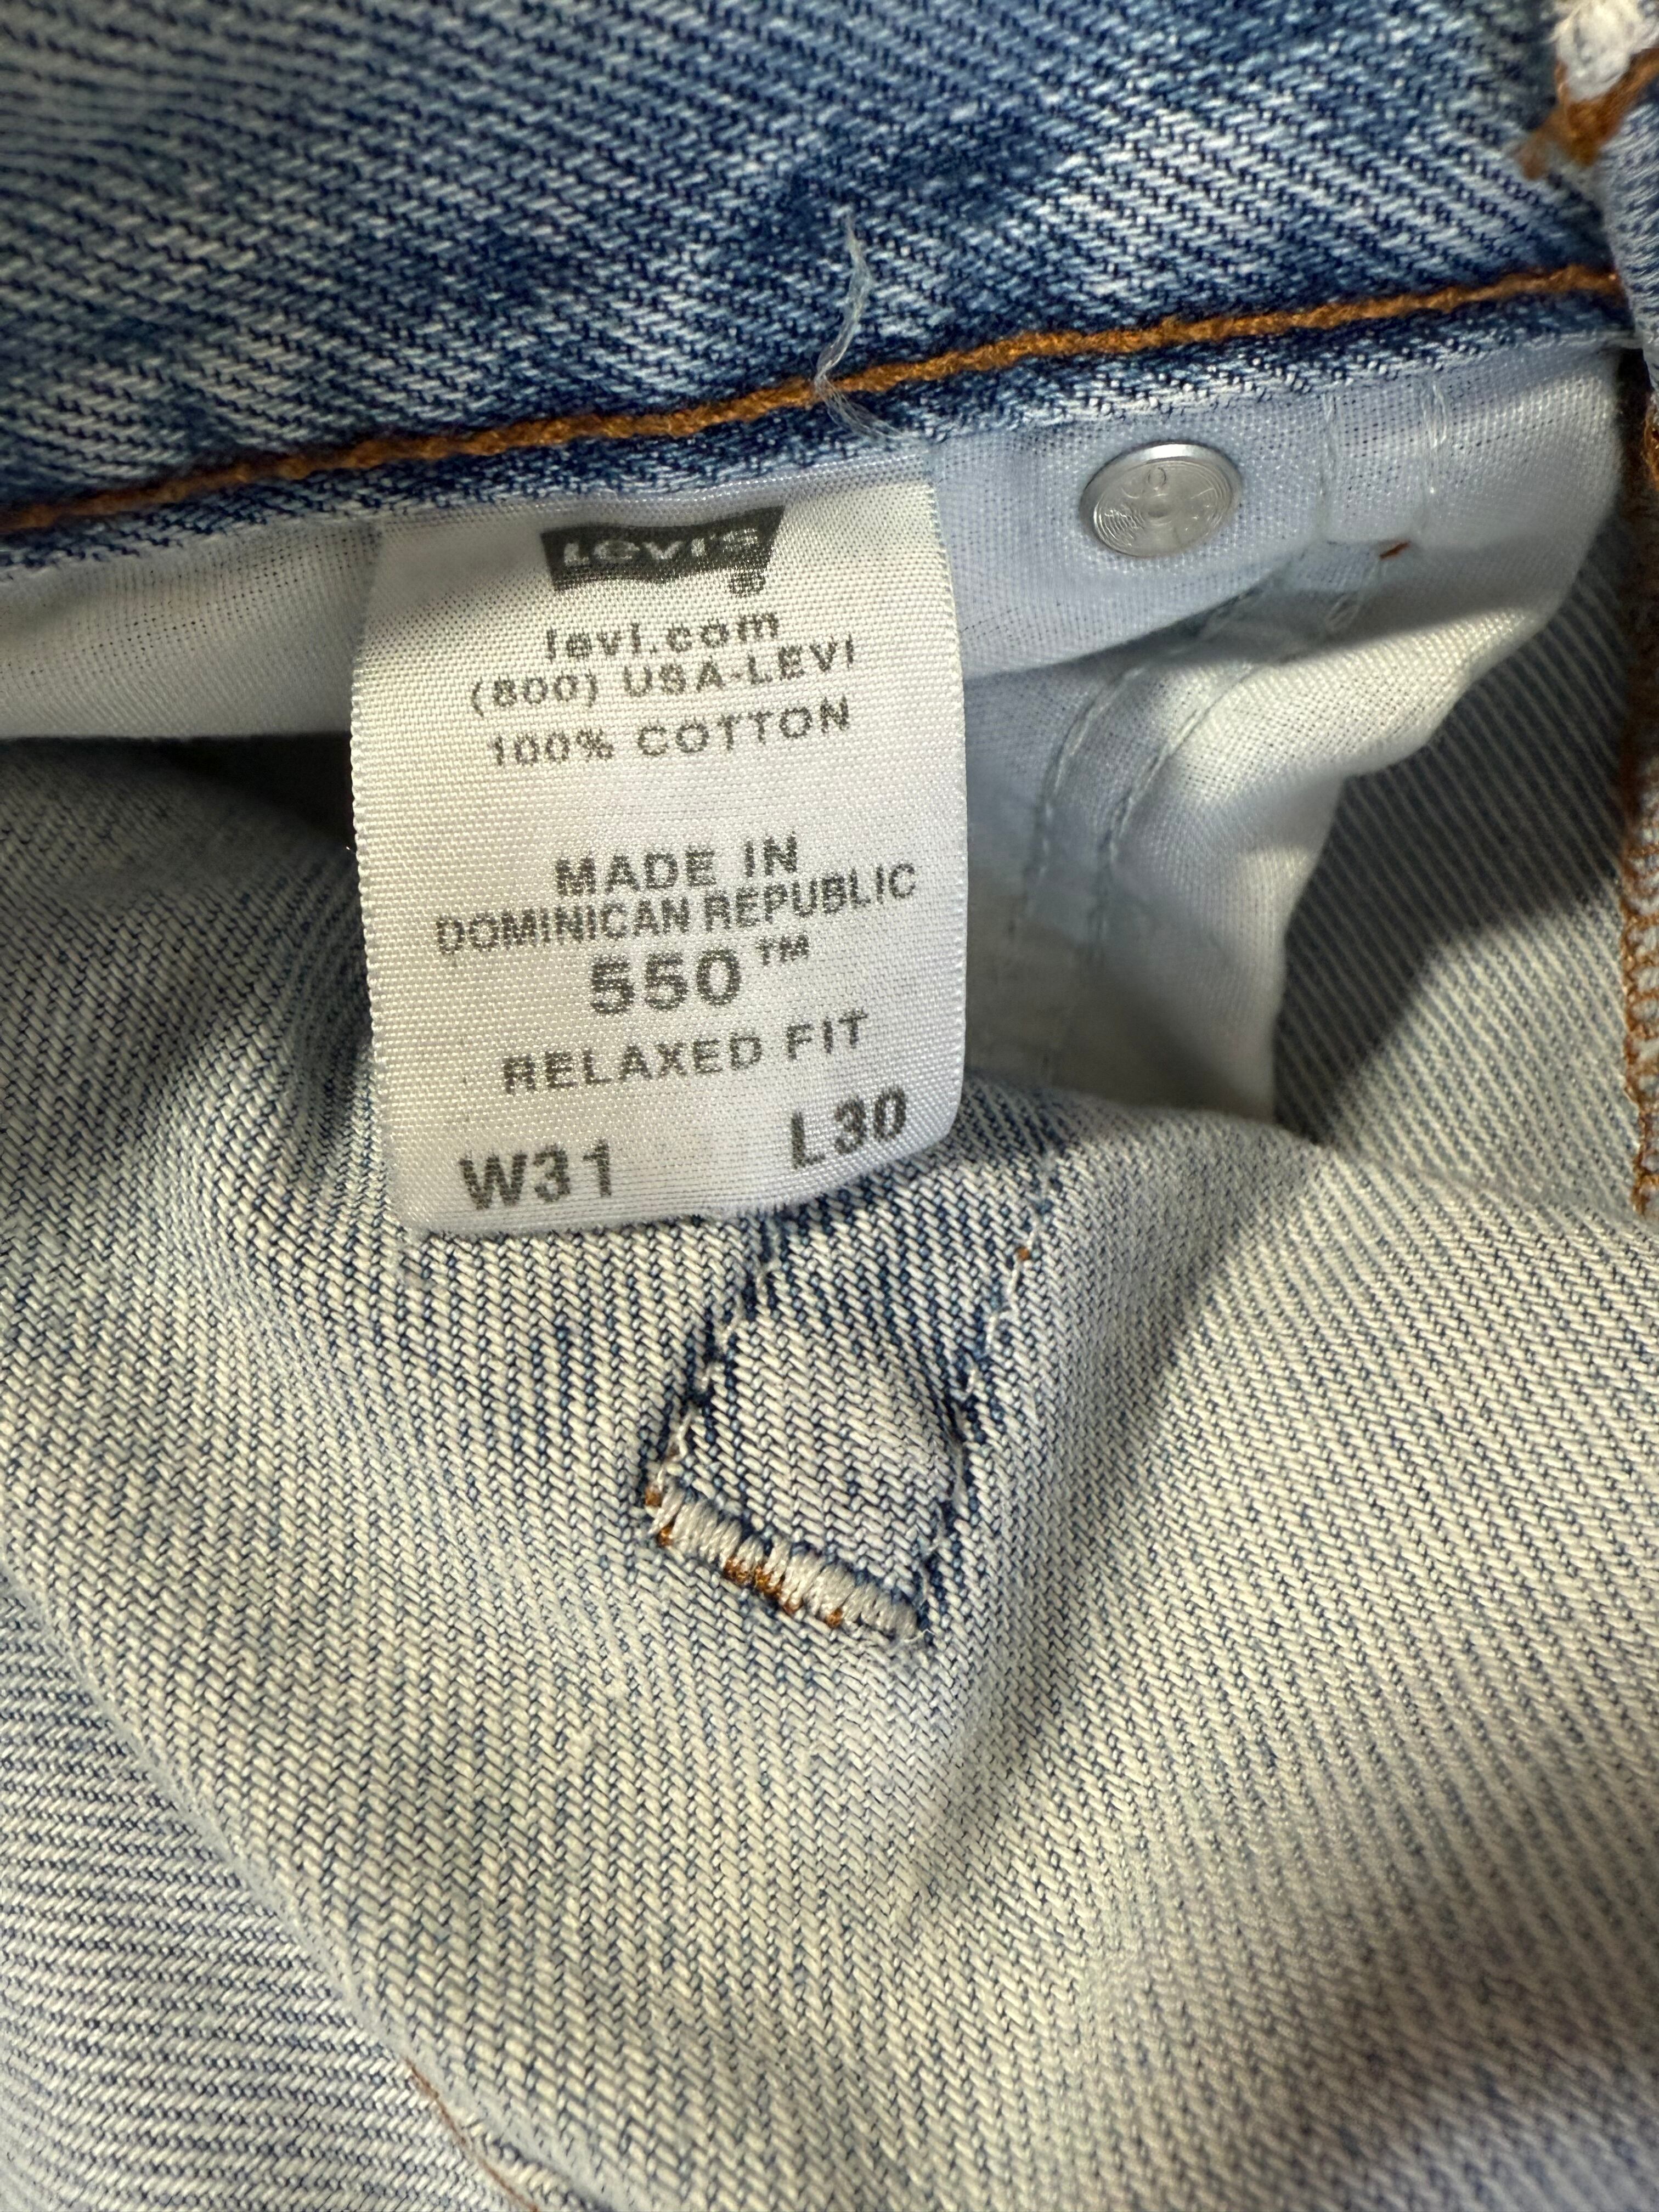 Levi's
®
levi.com
(800) USA-LEVI
100% COTTON
MADE IN
DOMINICAN REPUBLIC
550™
RELAXED FIT
W31 L30